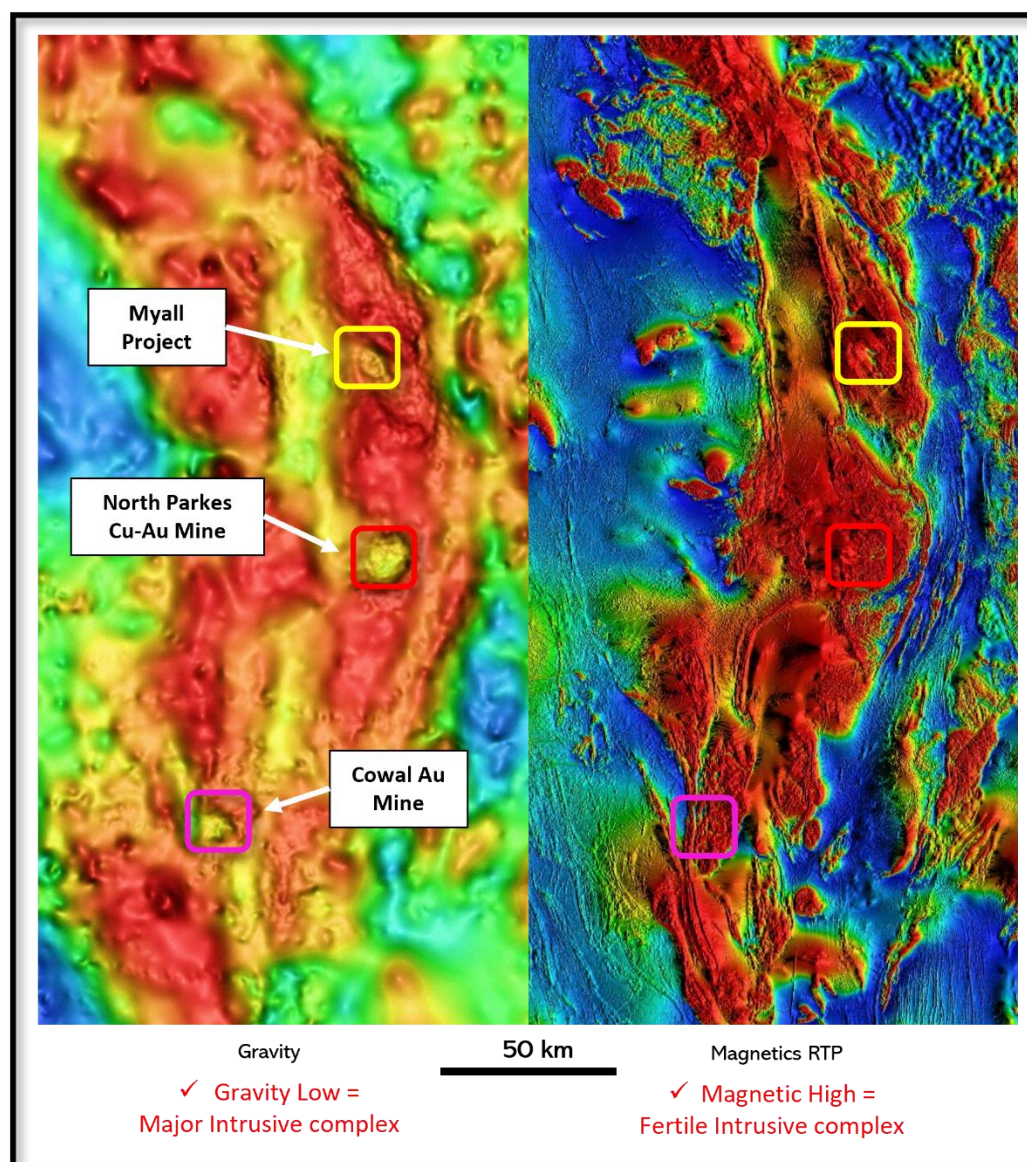 Myall
Project
North Parkes
Cu-Au Mine
Cowal Au
Mine
Gravity
50 km
Magnetics RTP
✓ Gravity Low =
Major Intrusive complex
✓ Magnetic High =
Fertile Intrusive complex